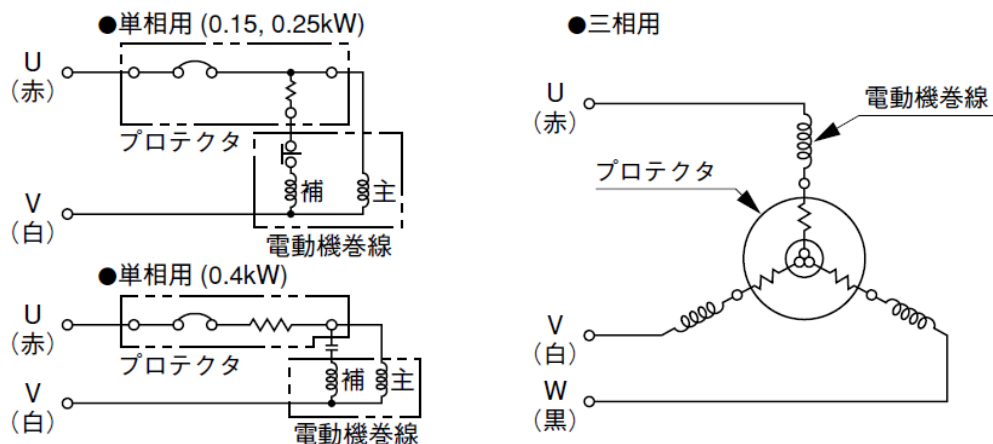 ●単相用 (0.15, 0.25kW)
U
(赤)
プロテクタ
補
主
V
(白)
電動機巻線
●単相用 (0.4kW)
U
(赤)
プロテクタ
補
主
V
(白)
電動機巻線
●三相用
U
(赤)
電動機巻線
プロテクタ
V
(白)
W
(黒)